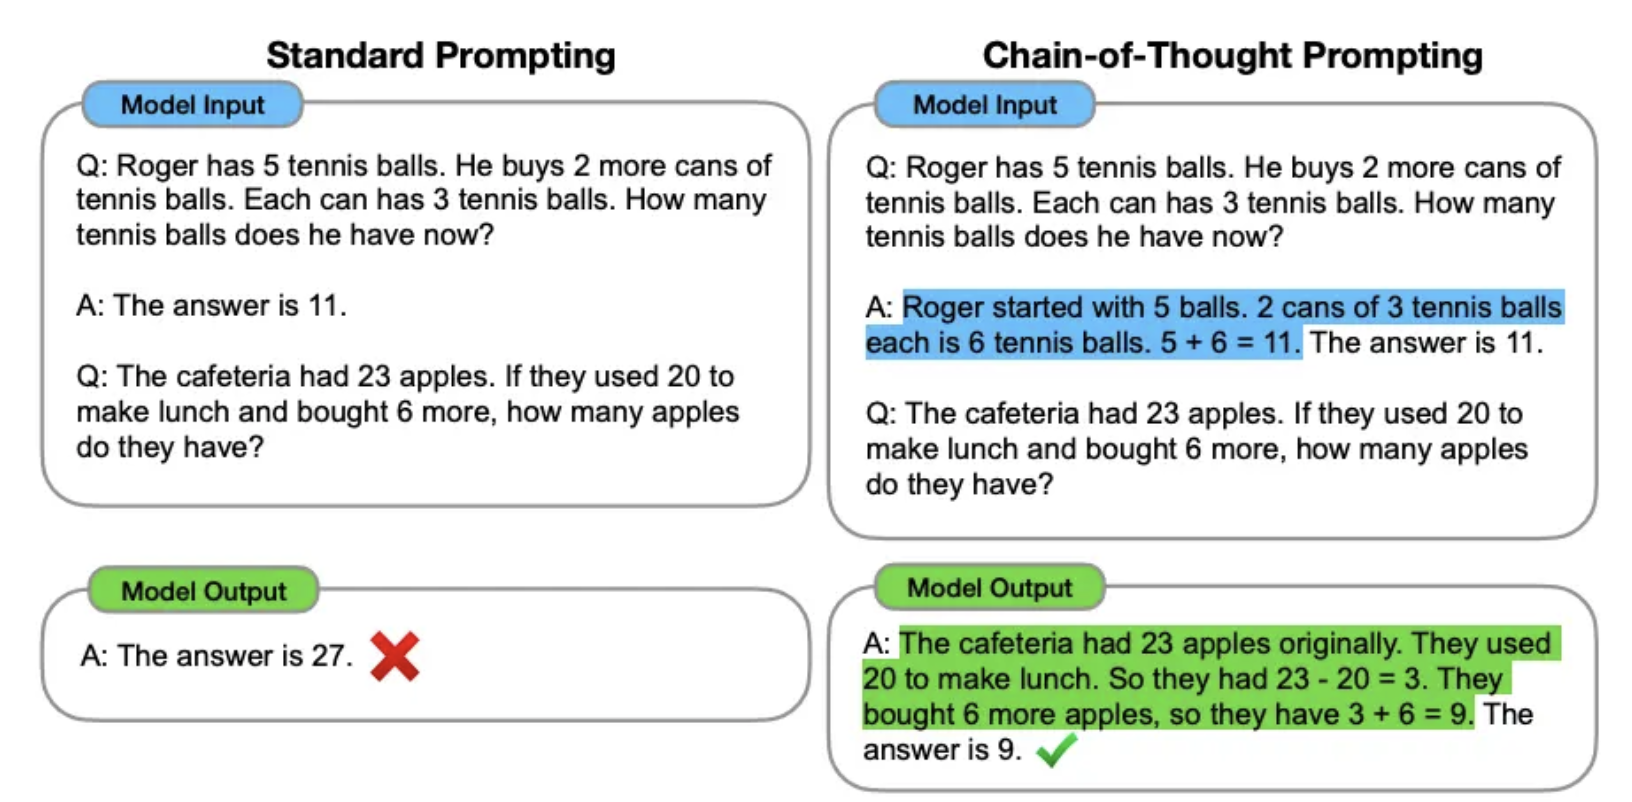 Standard Prompting
Model Input
Q: Roger has 5 tennis balls. He buys 2 more cans of
tennis balls. Each can has 3 tennis balls. How many
tennis balls does he have now?
A: The answer is 11.
Q: The cafeteria had 23 apples. If they used 20 to
make lunch and bought 6 more, how many apples
do they have?
Model Output
A: The answer is 27.
Chain-of-Thought Prompting
Model Input
Q: Roger has 5 tennis balls. He buys 2 more cans of
tennis balls. Each can has 3 tennis balls. How many
tennis balls does he have now?
A: Roger started with 5 balls. 2 cans of 3 tennis balls
each is 6 tennis balls. 5 + 6 = 11. The answer is 11.
Q: The cafeteria had 23 apples. If they used 20 to
make lunch and bought 6 more, how many apples
do they have?
Model Output
A: The cafeteria had 23 apples originally. They used
20 to make lunch. So they had 23 - 20 = 3. They
bought 6 more apples, so they have 3 + 6 = 9. The
answer is 9.